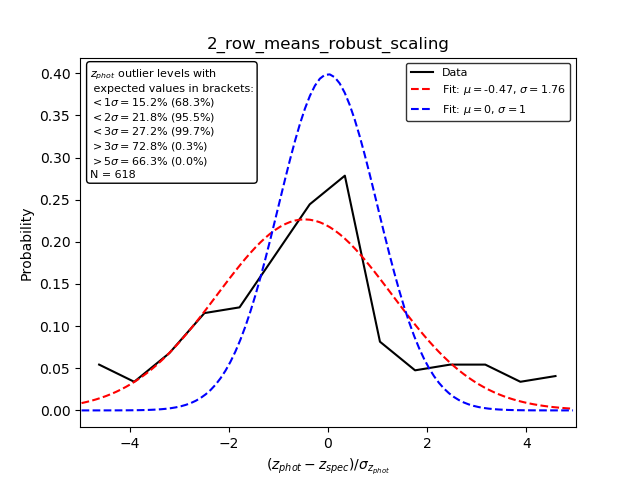 2_row_means_robust_scaling
z_phot outlier levels with
expected values in brackets:
< 1σ = 15.2% (68.3%)
< 2σ = 21.8% (95.5%)
< 3σ = 27.2% (99.7%)
> 3σ = 72.8% (0.3%)
> 5σ = 66.3% (0.0%)
N = 618
Data
Fit: μ = -0.47, σ = 1.76
Fit: μ = 0, σ = 1
Probability
0.40
0.35
0.30
0.25
0.20
0.15
0.10
0.05
0.00
−4 −2 0 2 4
(z_phot − z_spec)/σ_z_phot